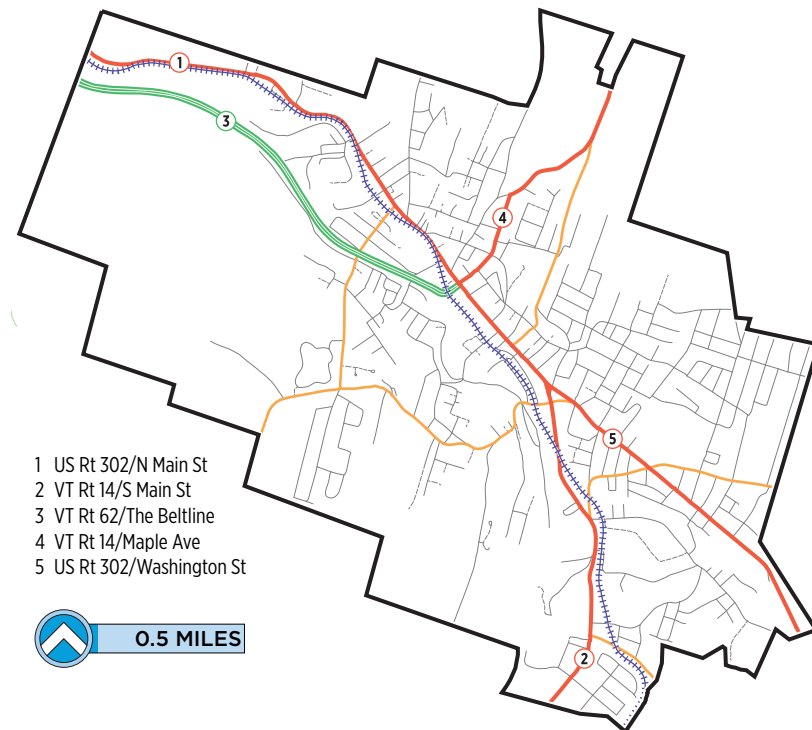 1
3
4
5
2
1 US Rt 302/N Main St
2 VT Rt 14/S Main St
3 VT Rt 62/The Beltline
4 VT Rt 14/Maple Ave
5 US Rt 302/Washington St
0.5 MILES